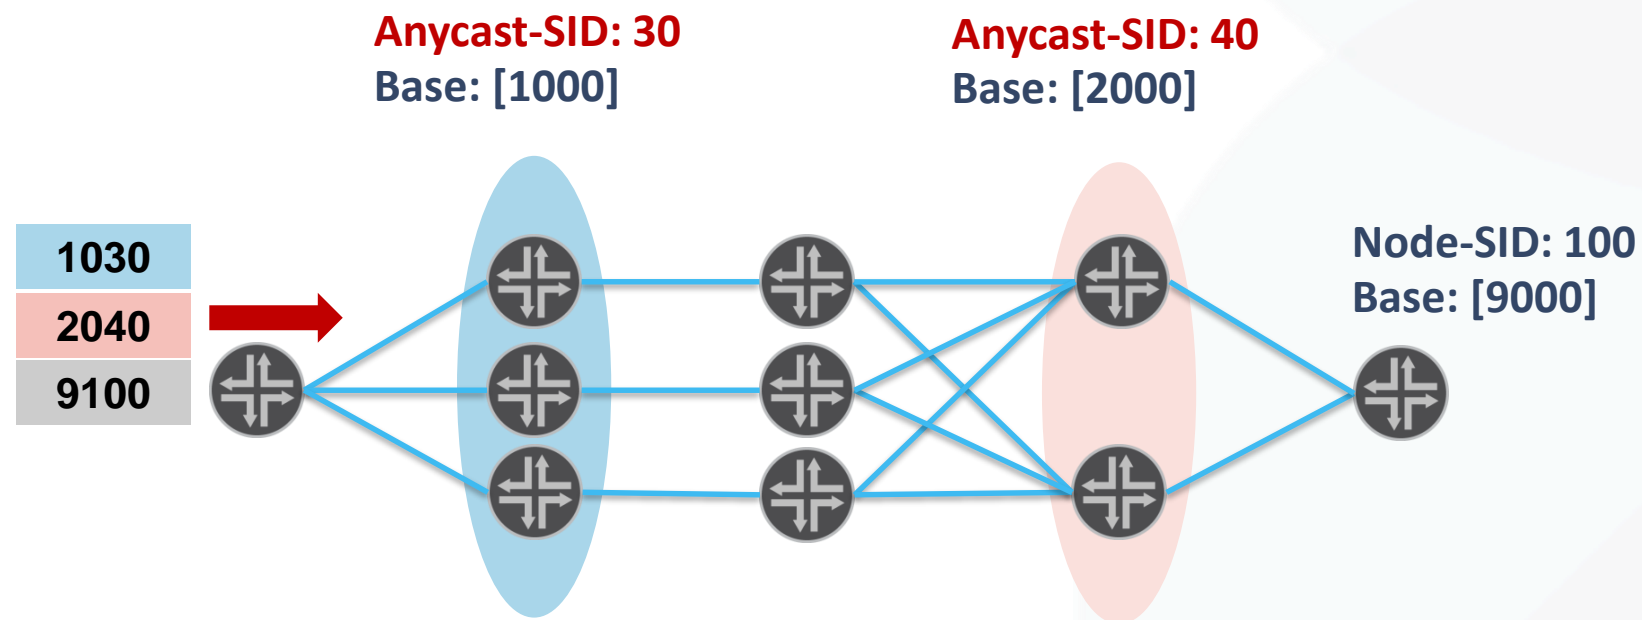 Anycast-SID: 30
Base: [1000]
Anycast-SID: 40
Base: [2000]
1030
2040
9100
Node-SID: 100
Base: [9000]